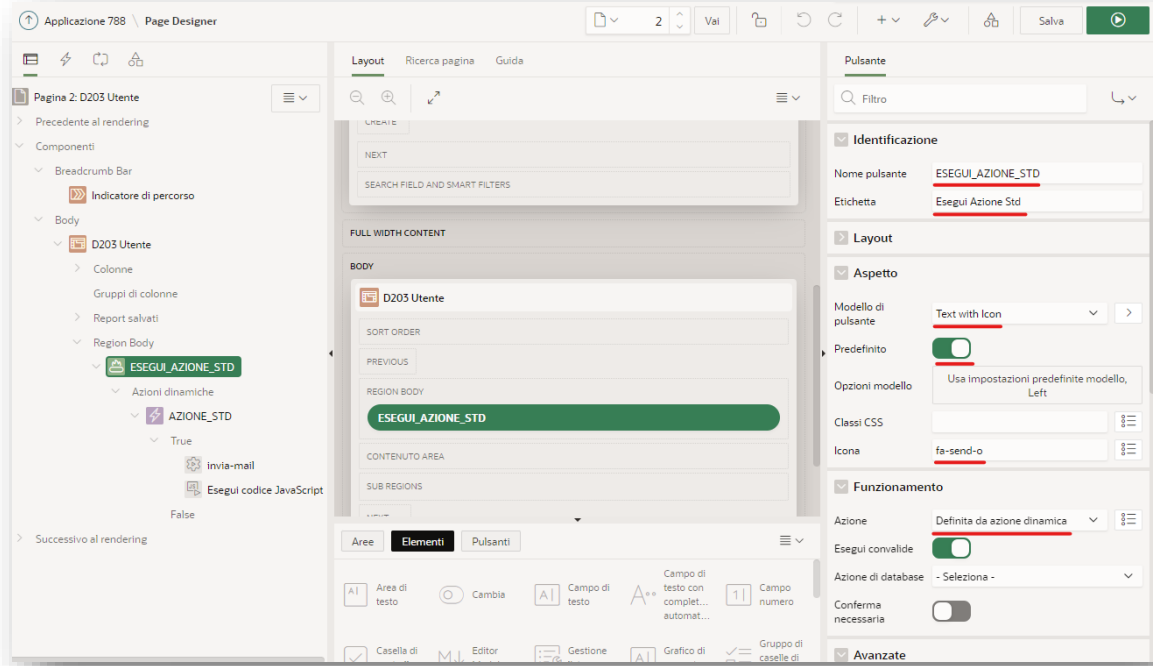 Applicazione 788 \ Page Designer
2
Vai
Salva
Pagina 2: D203 Utente
Precedente al rendering
Componenti
Breadcrumb Bar
Indicatore di percorso
Body
D203 Utente
Colonne
Gruppi di colonne
Report salvati
Region Body
ESEGUI_AZIONE_STD
Azioni dinamiche
AZIONE_STD
True
invia-mail
Esegui codice JavaScript
False
Successivo al rendering
Layout
Ricerca pagina
Guida
CREATE
NEXT
SEARCH FIELD AND SMART FILTERS
FULL WIDTH CONTENT
BODY
D203 Utente
SORT ORDER
PREVIOUS
REGION BODY
ESEGUI_AZIONE_STD
CONTENUTO AREA
SUB REGIONS
NEXT
Aree
Elementi
Pulsanti
Area di
testo
Cambia
Campo di
testo
Campo di
testo con
complet...
automat...
Campo
numero
Casella di
Editor
Gestione
Grafico di
Gruppo di
caselle di
Pulsante
Filtro
Identificazione
Nome pulsante
ESEGUI_AZIONE_STD
Etichetta
Esegui Azione Std
Layout
Aspetto
Modello di
pulsante
Text with Icon
Predefinito
Opzioni modello
Usa impostazioni predefinite modello,
Left
Classi CSS
Icona
fa-send-o
Funzionamento
Azione
Definita da azione dinamica
Esegui convalide
Azione di database
- Seleziona -
Conferma
necessaria
Avanzate